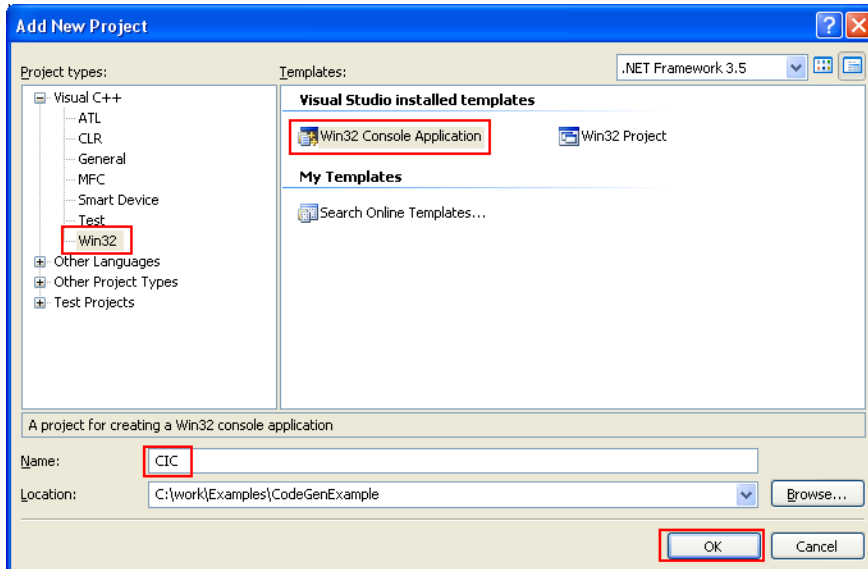 Add New Project
Project types:
Templates:
.NET Framework 3.5
Visual C++
ATL
CLR
General
MFC
Smart Device
Test
Win32
Other Languages
Other Project Types
Test Projects
Visual Studio installed templates
Win32 Console Application
Win32 Project
My Templates
Search Online Templates...
A project for creating a Win32 console application
Name:
CIC
Location:
C:\work\Examples\CodeGenExample
Browse...
OK
Cancel